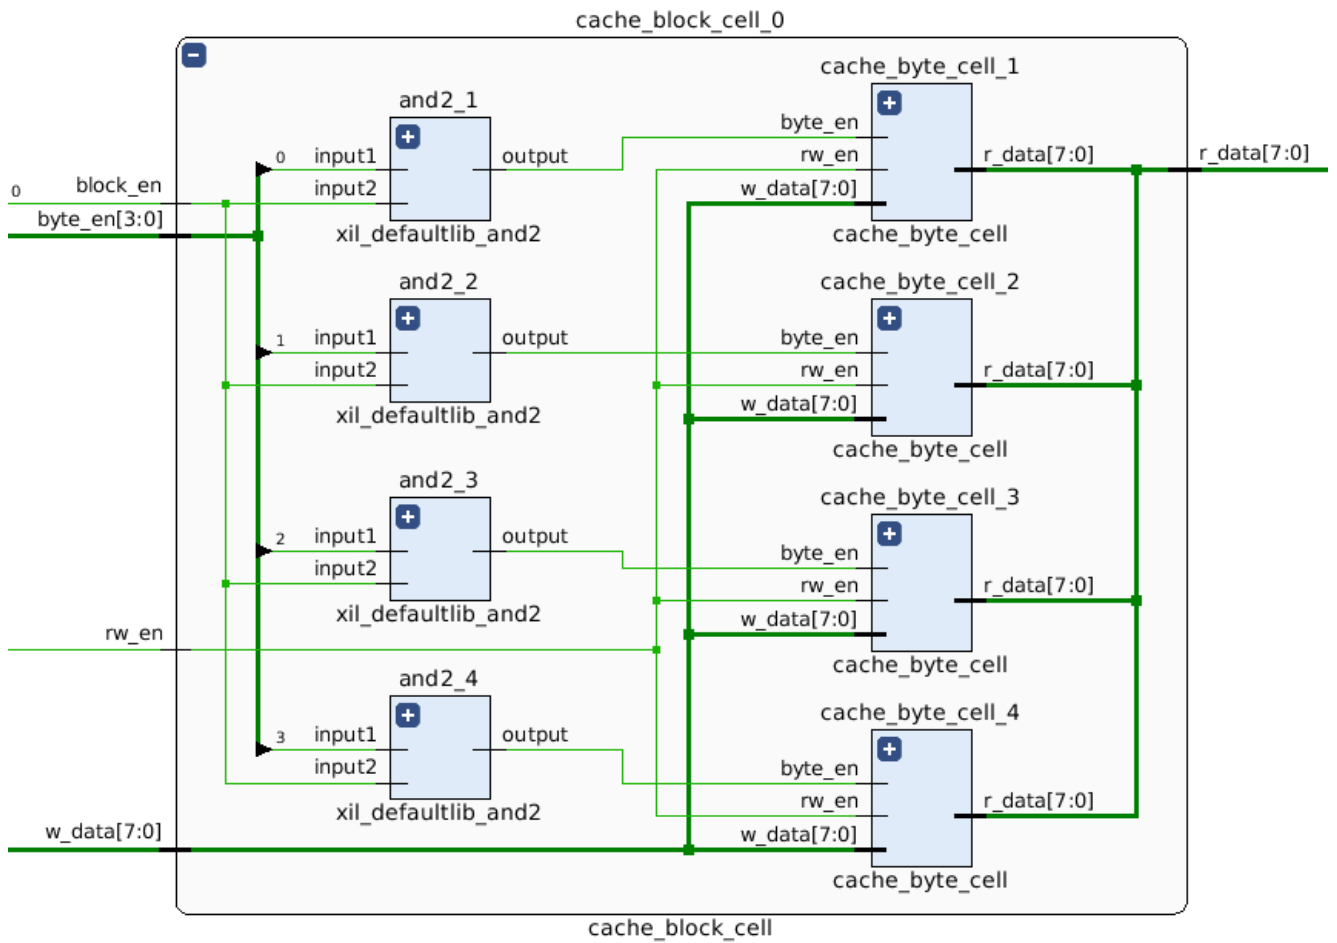 cache_block_cell_0
cache_byte_cell_1
and2_1
byte_en
0 input1 output rw_en r_data[7:0] r_data[7:0]
0 block_en input2 w_data[7:0]
byte_en[3:0] xil_defaultlib_and2 cache_byte_cell
and2_2 cache_byte_cell_2
1 input1 output byte_en
input2 rw_en r_data[7:0]
w_data[7:0]
xil_defaultlib_and2
cache_byte_cell
and2_3 cache_byte_cell_3
2 input1 output byte_en
input2 rw_en r_data[7:0]
xil_defaultlib_and2 w_data[7:0]
rw_en
cache_byte_cell
and2_4
cache_byte_cell_4
3 input1 output
input2 byte_en
rw_en r_data[7:0]
xil_defaultlib_and2
w_data[7:0] w_data[7:0]
cache_byte_cell
cache_block_cell